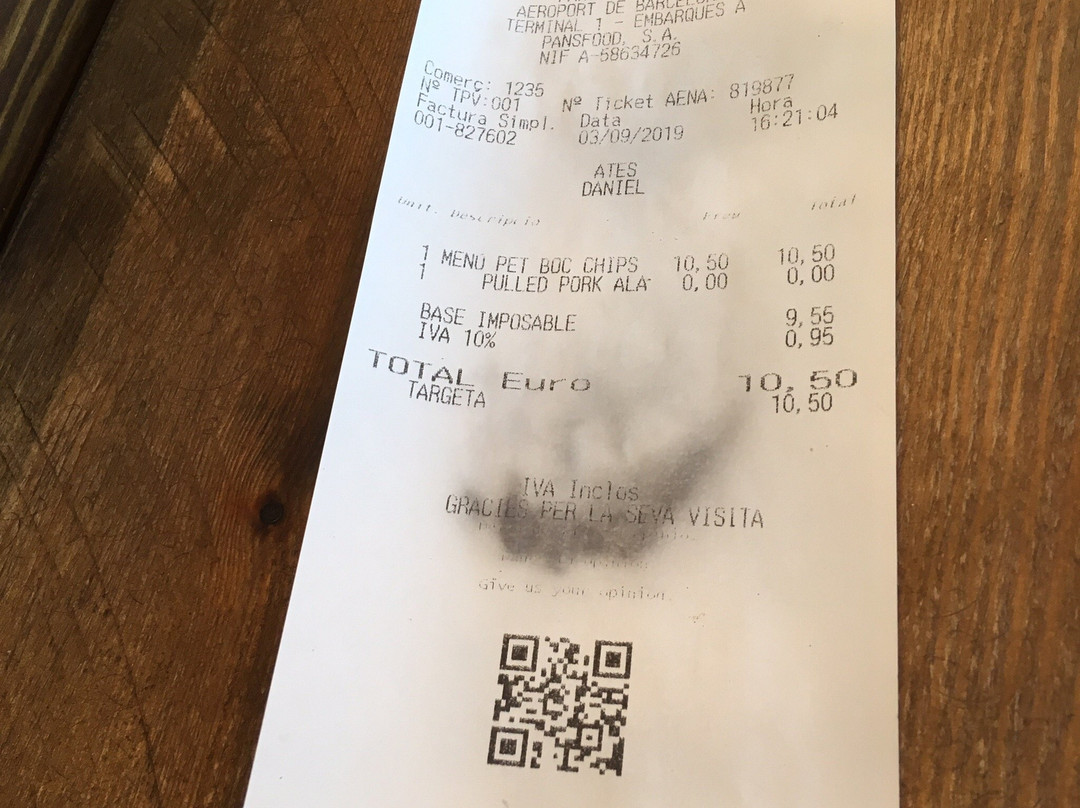 AEROPORT DE BARCELON
TERMINAL 1 - EMBARQUES A
PANSFOOD, S.A.
NIF A-58634726
Comerç: 1235
Nº TPV:001 Nº Ticket AENA: 819877
Factura Simpl. Data Hora
001-827602 03/09/2019 16:21:04
ATES
DANIEL
Unit. Descripcio Preu Total
1 MENU PET BOC CHIPS 10,50 10,50
1 PULLED PORK ALA 0,00 0,00
BASE IMPOSABLE 9,55
IVA 10% 0,95
TOTAL Euro 10,50
TARGETA 10,50
IVA Inclos
GRACIES PER LA SEVA VISITA
Give us your opinion.